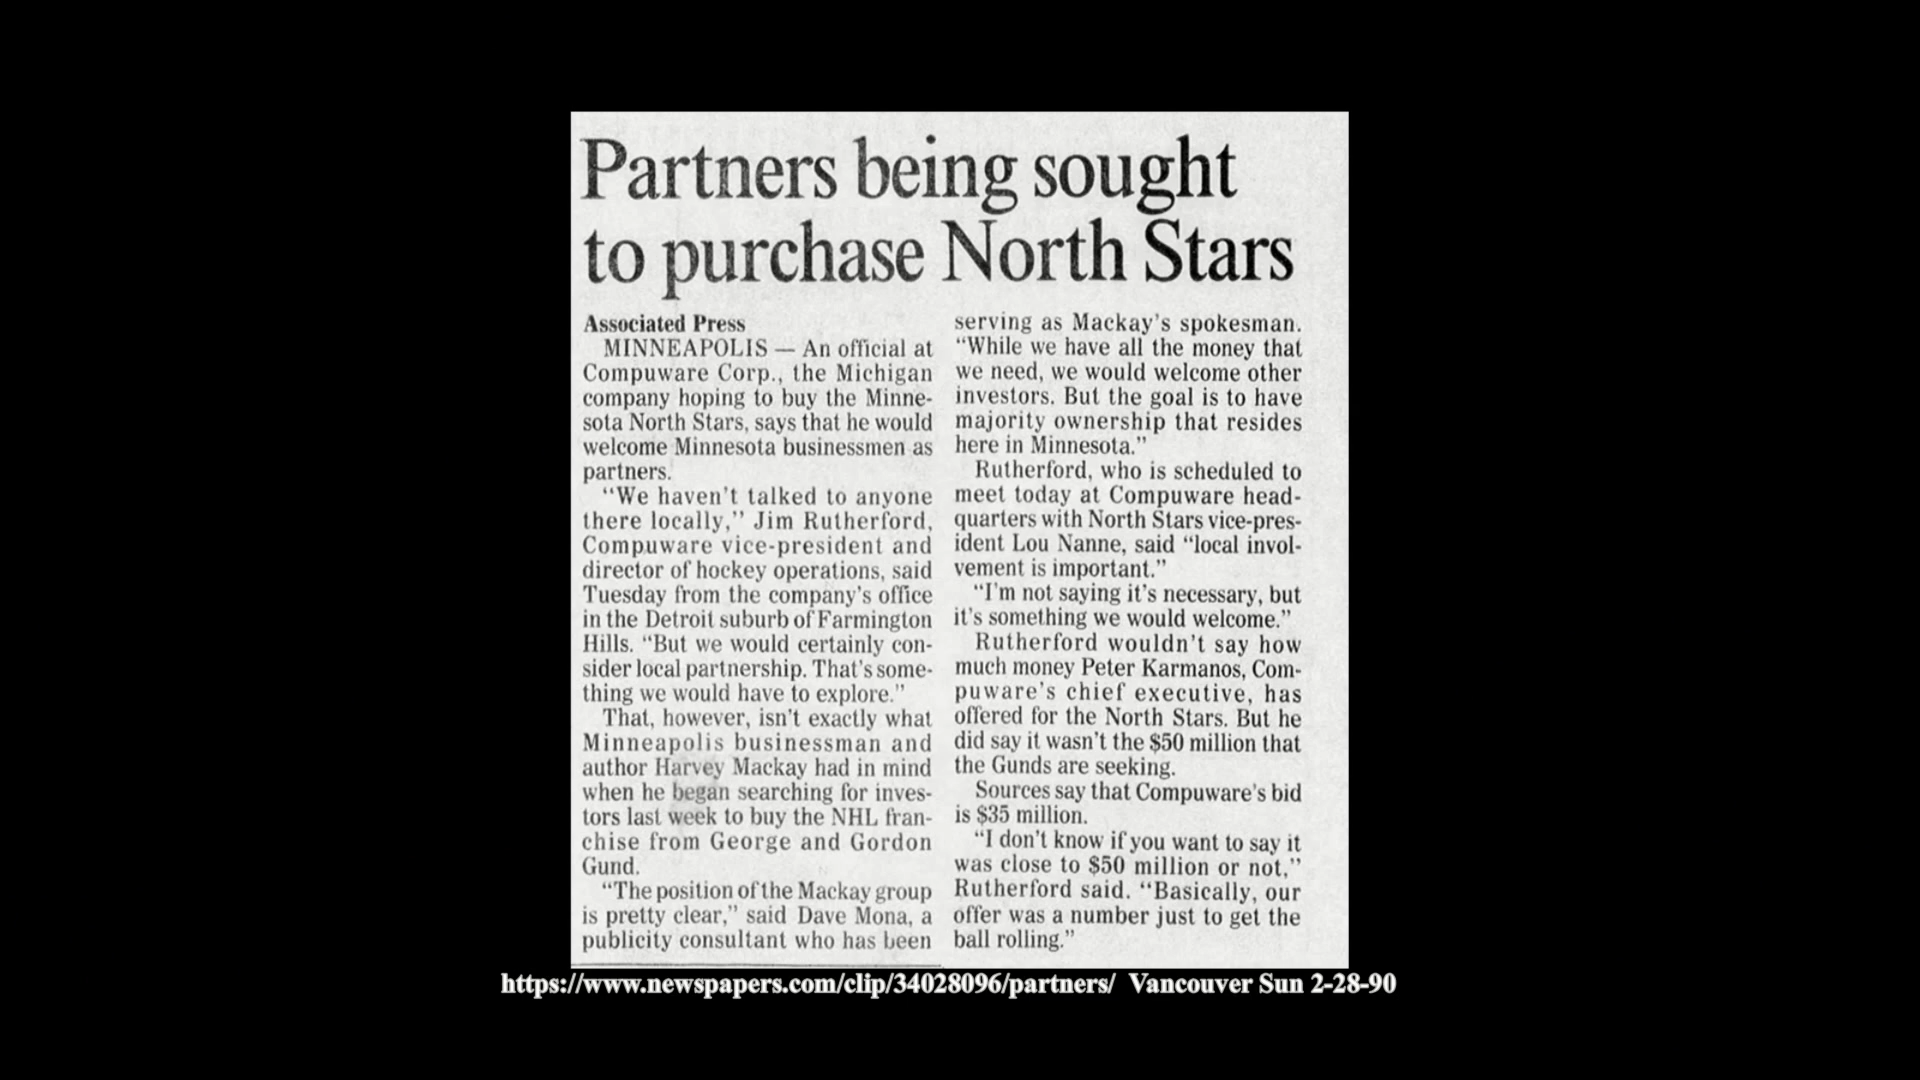 Partners being sought
to purchase North Stars
Associated Press
MINNEAPOLIS — An official at
Compuware Corp., the Michigan
company hoping to buy the Minne-
sota North Stars, says that he would
welcome Minnesota businessmen as
partners.
“We haven't talked to anyone
there locally,” Jim Rutherford,
Compuware vice-president and
director of hockey operations, said
Tuesday from the company's office
in the Detroit suburb of Farmington
Hills. “But we would certainly con-
sider local partnership. That's some-
thing we would have to explore.”
That, however, isn't exactly what
Minneapolis businessman and
author Harvey Mackay had in mind
when he began searching for inves-
tors last week to buy the NHL fran-
chise from George and Gordon
Gund.
“The position of the Mackay group
is pretty clear,” said Dave Mona, a
publicity consultant who has been
serving as Mackay's spokesman.
“While we have all the money that
we need, we would welcome other
investors. But the goal is to have
majority ownership that resides
here in Minnesota.”
Rutherford, who is scheduled to
meet today at Compuware head-
quarters with North Stars vice-pres-
ident Lou Nanne, said “local invol-
vement is important.”
“I'm not saying it's necessary, but
it's something we would welcome.”
Rutherford wouldn't say how
much money Peter Karmanos, Com-
puware's chief executive, has
offered for the North Stars. But he
did say it wasn't the $50 million that
the Gunds are seeking.
Sources say that Compuware's bid
is $35 million.
“I don't know if you want to say it
was close to $50 million or not,”
Rutherford said. “Basically, our
offer was a number just to get the
ball rolling.”
https://www.newspapers.com/clip/34028096/partners/ Vancouver Sun 2-28-90